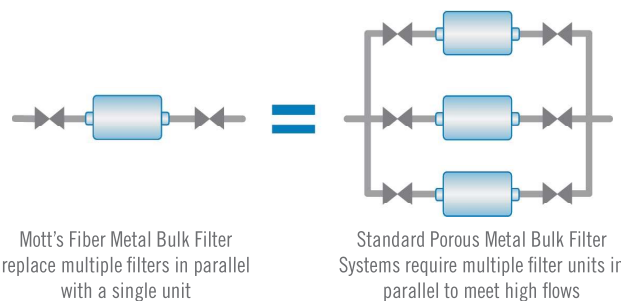 Mott's Fiber Metal Bulk Filter
replace multiple filters in parallel
with a single unit
Standard Porous Metal Bulk Filter
Systems require multiple filter units in
parallel to meet high flows